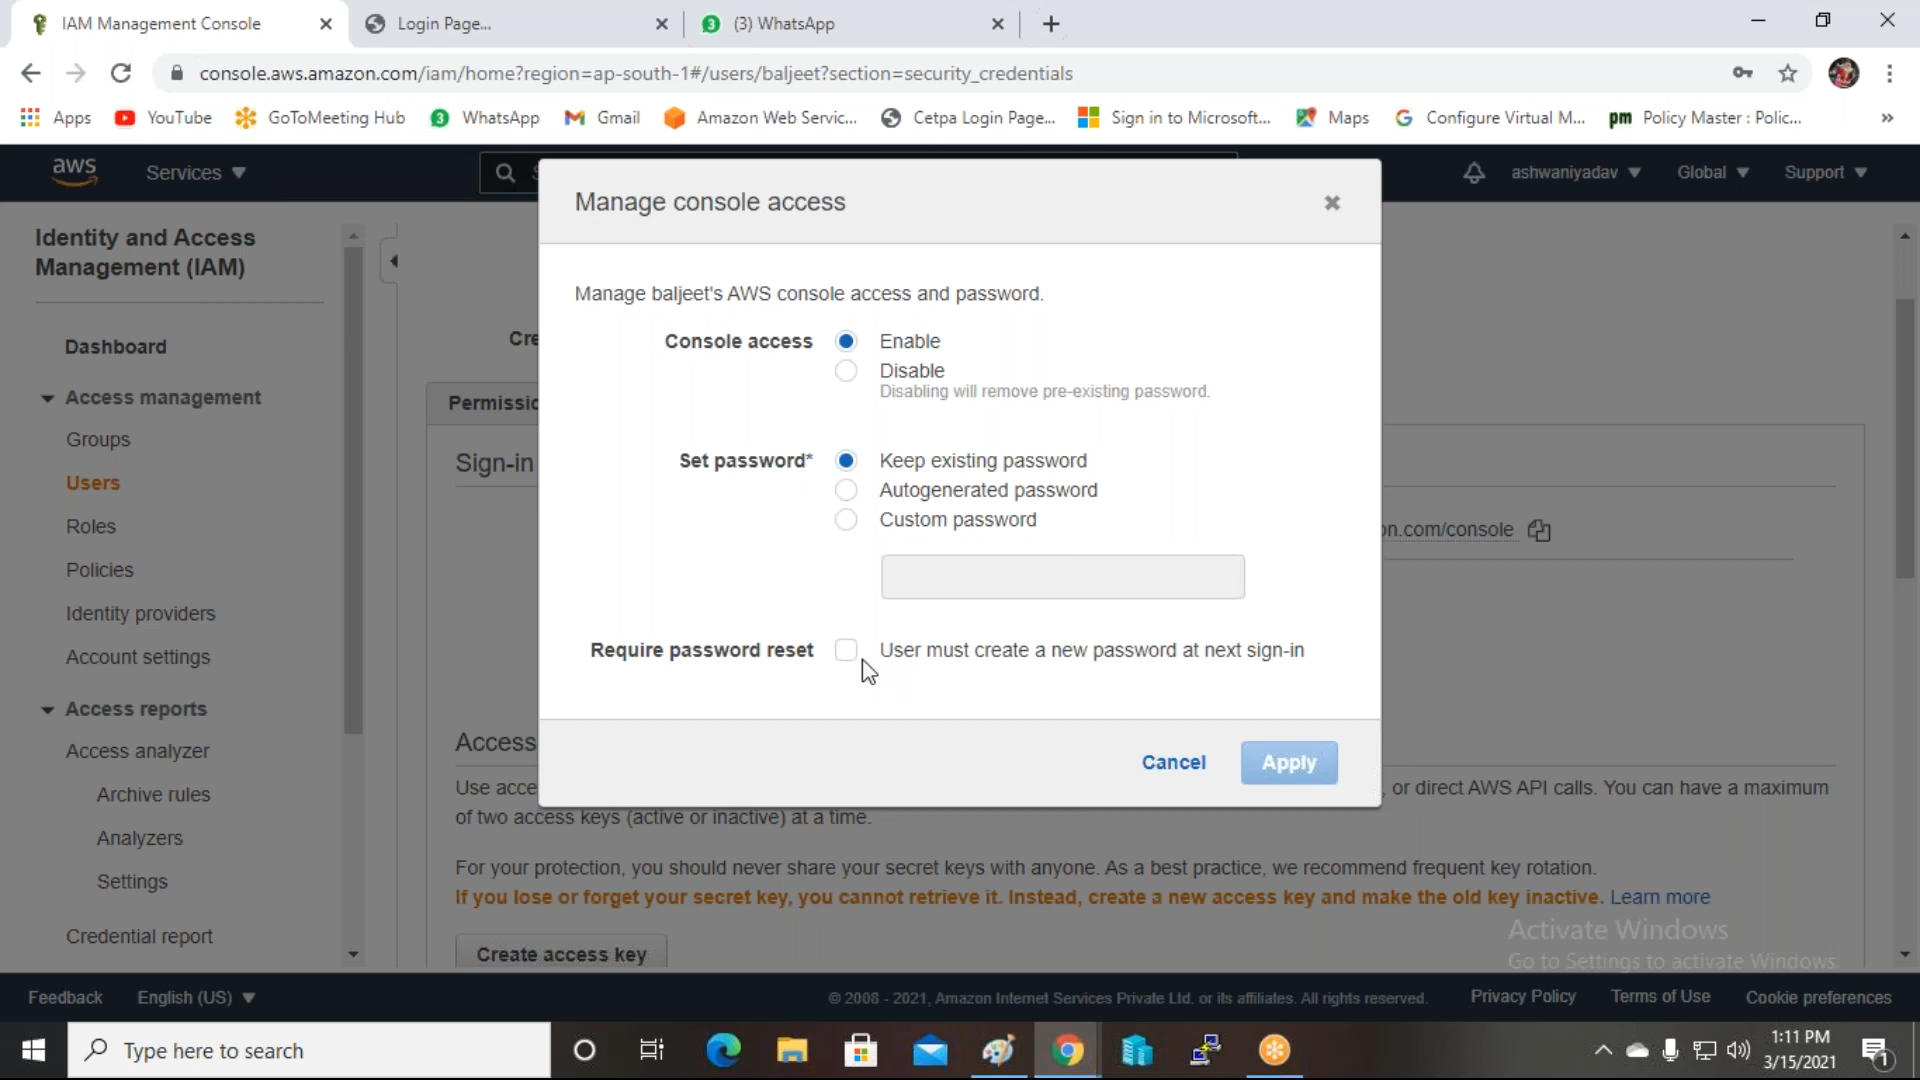 IAM Management Console
Login Page...
3
(3) WhatsApp
console.aws.amazon.com/iam/home?region=ap-south-1#/users/baljeet?section=security_credentials
Apps
YouTube
GoToMeeting Hub
3
WhatsApp
Gmail
Amazon Web Servic...
Cetpa Login Page...
Sign in to Microsoft...
Maps
Configure Virtual M...
pm
Policy Master : Polic...
»
aws
Services
ashwaniyadav
Global
Support
Manage console access
Identity and Access
Management (IAM)
Dashboard
Access management
Groups
Users
Roles
Policies
Identity providers
Account settings
Access reports
Access analyzer
Archive rules
Analyzers
Settings
Credential report
Manage baljeet's AWS console access and password.
Console access
Enable
Disable
Disabling will remove pre-existing password.
Set password*
Keep existing password
Autogenerated password
Custom password
Require password reset
User must create a new password at next sign-in
Cancel
Apply
Cre
Permissic
Sign-in
on.com/console
Access
Use acce
, or direct AWS API calls. You can have a maximum
of two access keys (active or inactive) at a time.
For your protection, you should never share your secret keys with anyone. As a best practice, we recommend frequent key rotation.
If you lose or forget your secret key, you cannot retrieve it. Instead, create a new access key and make the old key inactive. Learn more
Create access key
Activate Windows
Go to Settings to activate Windows.
Feedback
English (US)
© 2008 - 2021, Amazon Internet Services Private Ltd. or its affiliates. All rights reserved.
Privacy Policy
Terms of Use
Cookie preferences
Type here to search
1:11 PM
3/15/2021
1